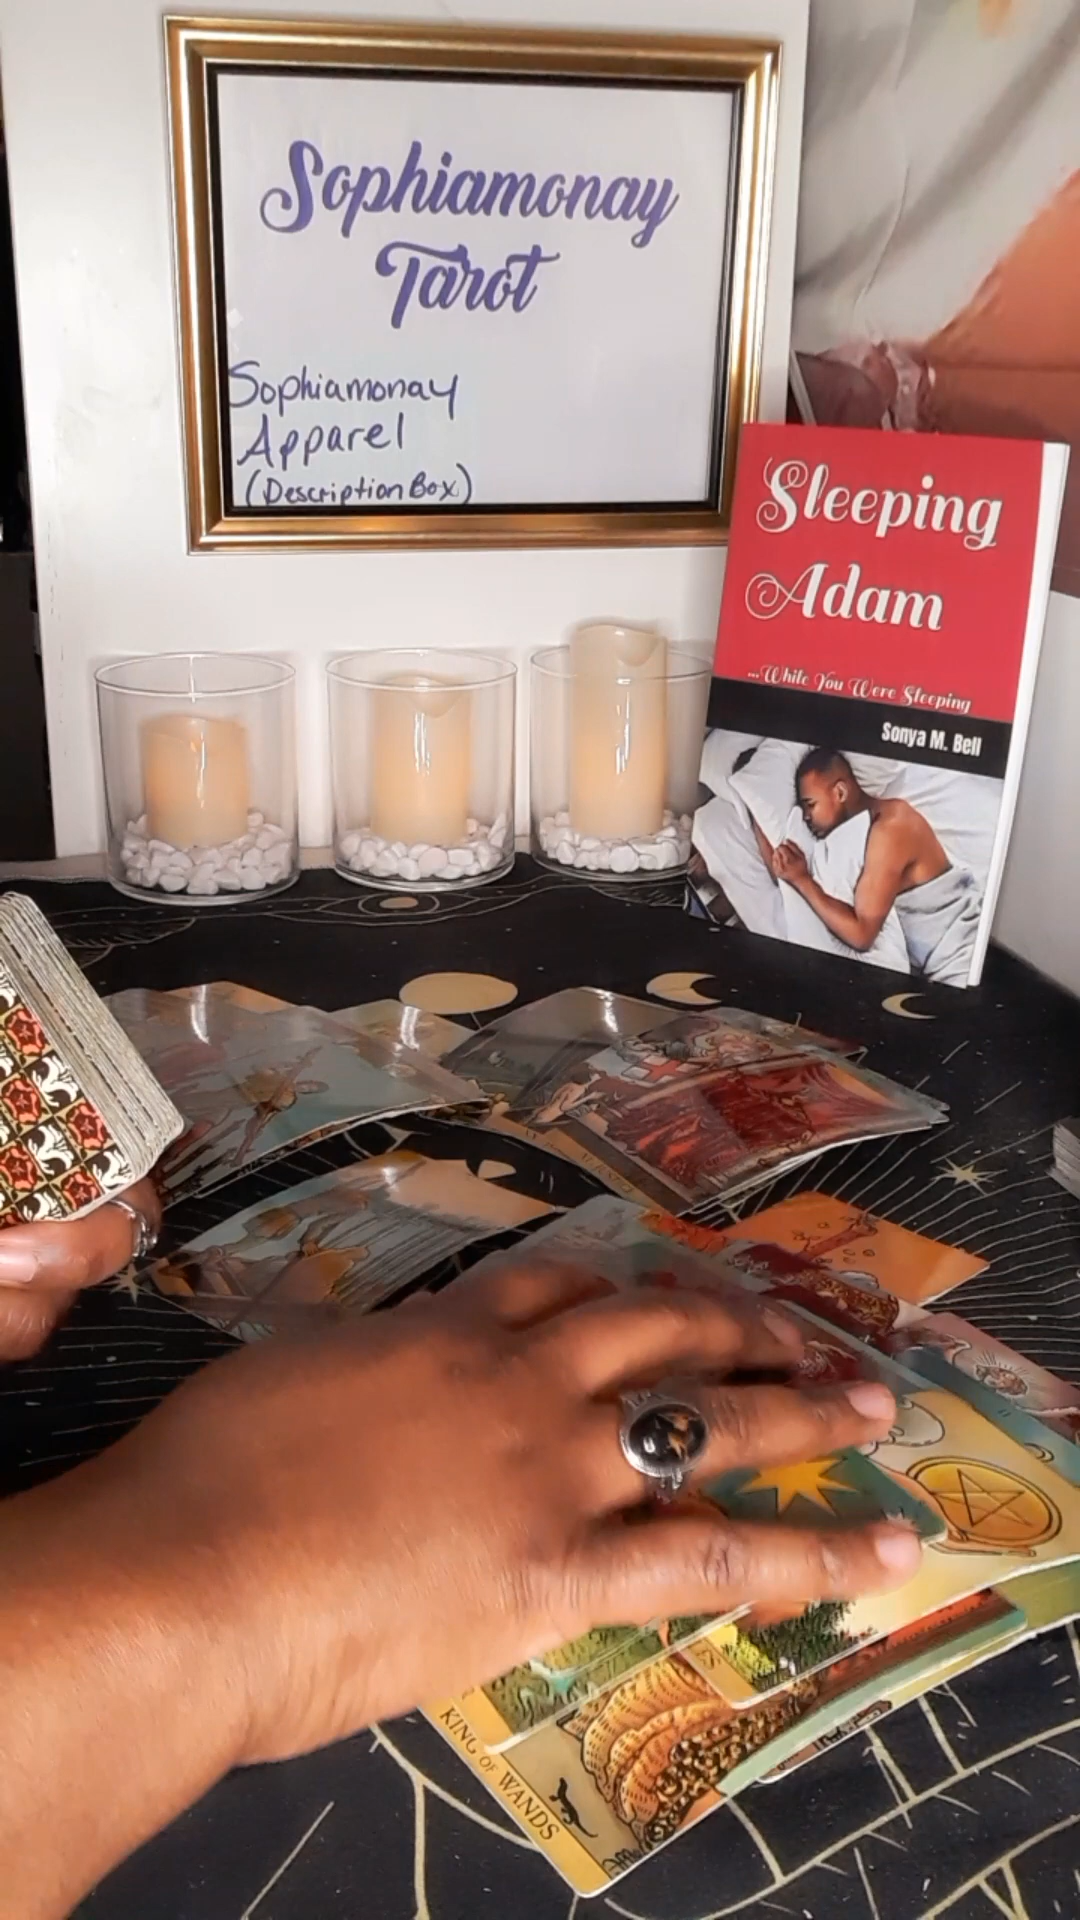 Sophiamonay
Tarot
Sophiamonay
Apparel
(Description Box)
Sleeping
Adam
...While You Were Sleeping
Sonya M. Bell
KING OF WANDS